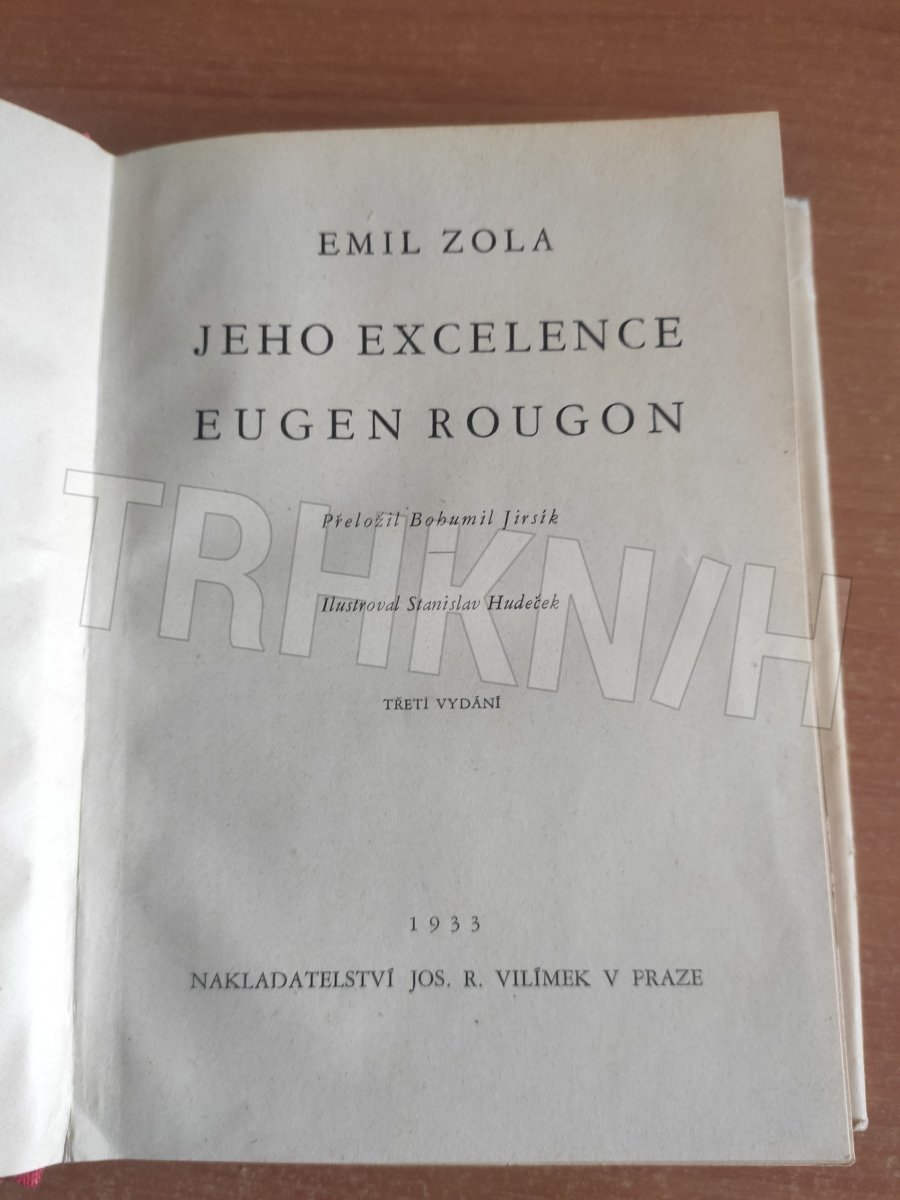 EMIL ZOLA
JEHO EXCELENCE
EUGEN ROUGON
Přeložil Bohumil Jirsík
Ilustroval Stanislav Hudeček
TŘETÍ VYDÁNÍ
1933
NAKLADATELSTVÍ JOS. R. VILÍMEK V PRAZE
TRHKNIH